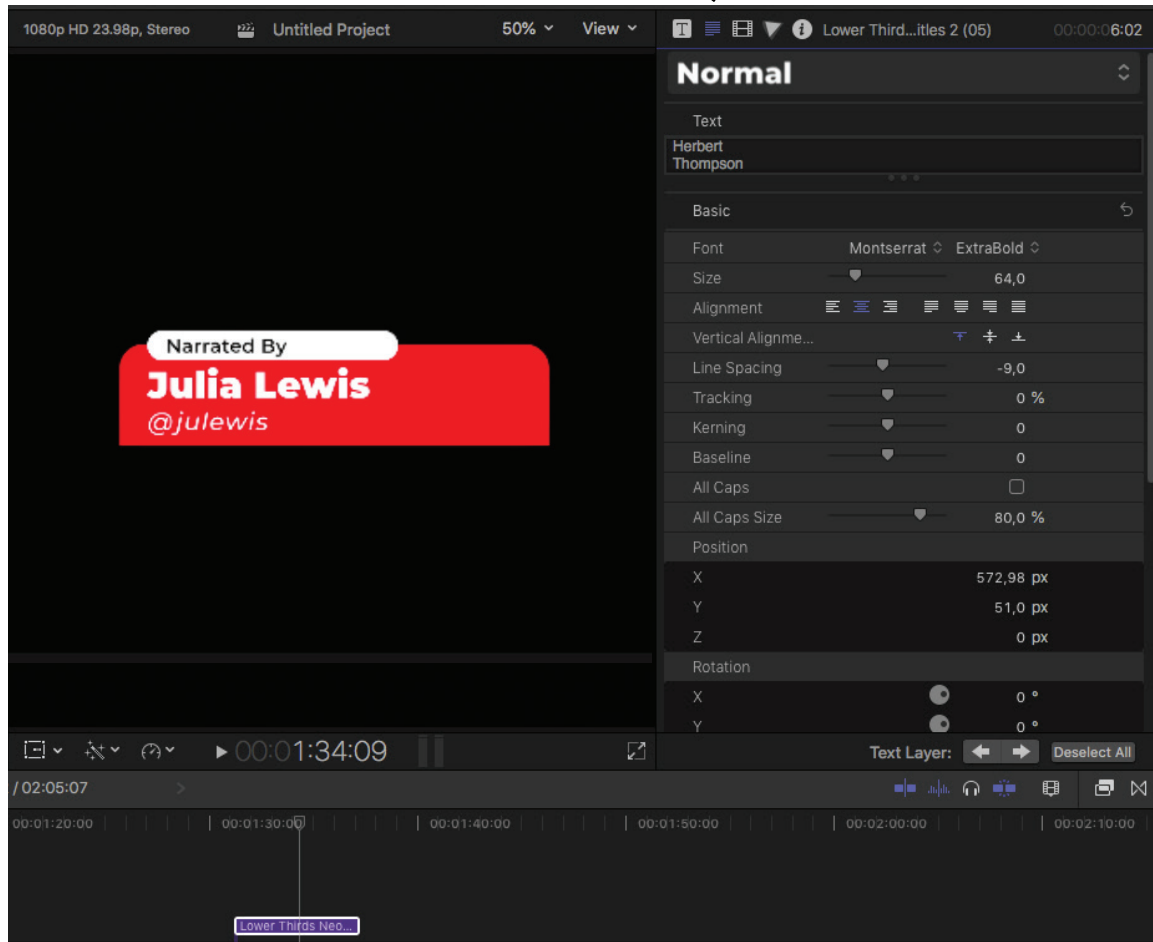 1080p HD 23.98p, Stereo
Untitled Project
50%
View
T
i
Lower Third...itles 2 (05)
00:00:06:02
Normal
Text
Herbert
Thompson
Basic
Font Montserrat ExtraBold
Size 64,0
Alignment
Vertical Alignme...
Line Spacing -9,0
Tracking 0 %
Kerning 0
Baseline 0
All Caps
All Caps Size 80,0 %
Position
X 572,98 px
Y 51,0 px
Z 0 px
Rotation
X 0 °
Y 0 °
Narrated By
Julia Lewis
@julewis
00:01:34:09
Text Layer:
Deselect All
/ 02:05:07
00:01:20:00 00:01:30:00 00:01:40:00 00:01:50:00 00:02:00:00 00:02:10:00
Lower Thirds Neo...